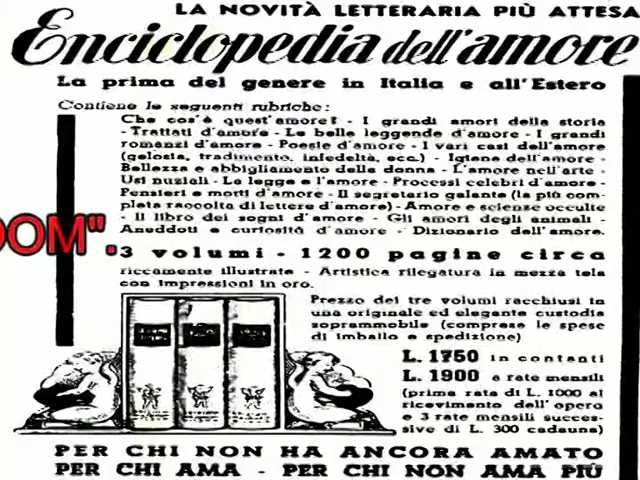 LA NOVITÀ LETTERARIA PIÙ ATTESA
Enciclopedia dell'amore
La prima del genere in Italia e all'Estero
Contiene le seguenti rubriche:
Che cos'è quest'amore? - I grandi amori della storia
- Trattati d'amore - Le belle leggende d'amore - I grandi
romanzi d'amore - Poesie d'amore - I vari casi dell'amore
(gelosia, tradimento, infedeltà, ecc.) - Igiene dell'amore -
Bellezza e abbigliamento della donna - L'amore nell'arte -
Usi nuziali - La legge e l'amore - Processi celebri d'amore -
Pensieri e motti d'amore - Il segretario galante (la più com-
pleta raccolta di lettere d'amore) - Amore e scienze occulte
- Il libro dei sogni d'amore - Gli amori degli animali -
Aneddoti e curiosità d'amore - Dizionario dell'amore.
OOM".
3 volumi - 1200 pagine circa
riccamente illustrate - Artistica rilegatura in mezza tela
con impressioni in oro.
Prezzo dei tre volumi racchiusi in
una originale ed elegante custodia
soprammobile (comprese le spese
di imballo e spedizione)
L. 1750 in contanti
L. 1900 a rate mensili
(prima rata di L. 1000 al
ricevimento dell'opera
e 3 rate mensili succes-
sive di L. 300 cadauna)
PER CHI NON HA ANCORA AMATO
PER CHI AMA - PER CHI NON AMA PIÙ